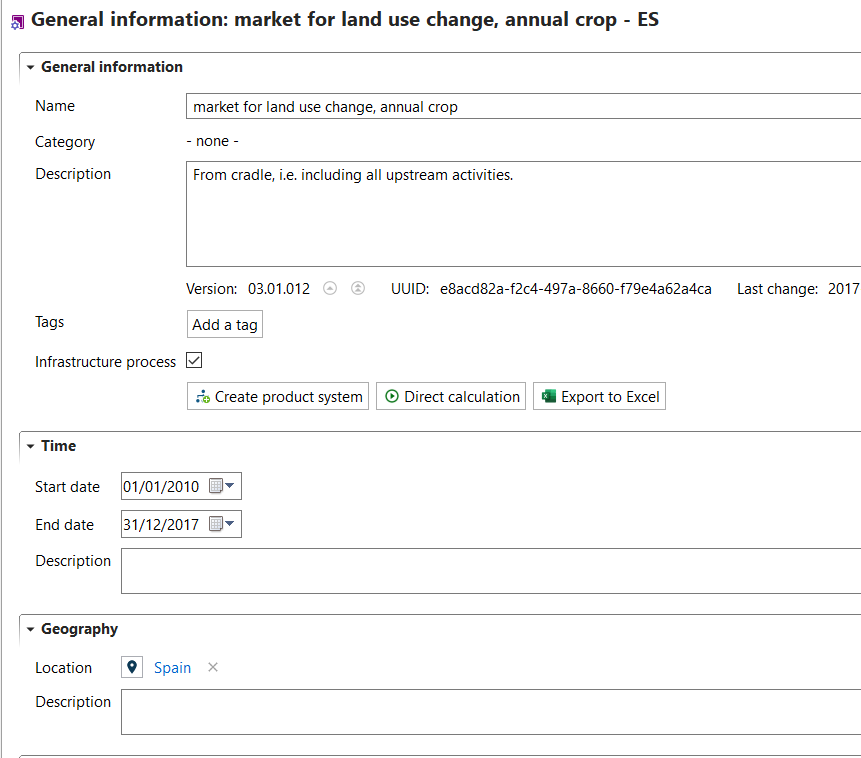 General information: market for land use change, annual crop - ES
General information
Name market for land use change, annual crop
Category - none -
Description From cradle, i.e. including all upstream activities.
Version: 03.01.012 UUID: e8acd82a-f2c4-497a-8660-f79e4a62a4ca Last change: 2017
Tags Add a tag
Infrastructure process
Create product system Direct calculation Export to Excel
Time
Start date 01/01/2010
End date 31/12/2017
Description
Geography
Location Spain
Description